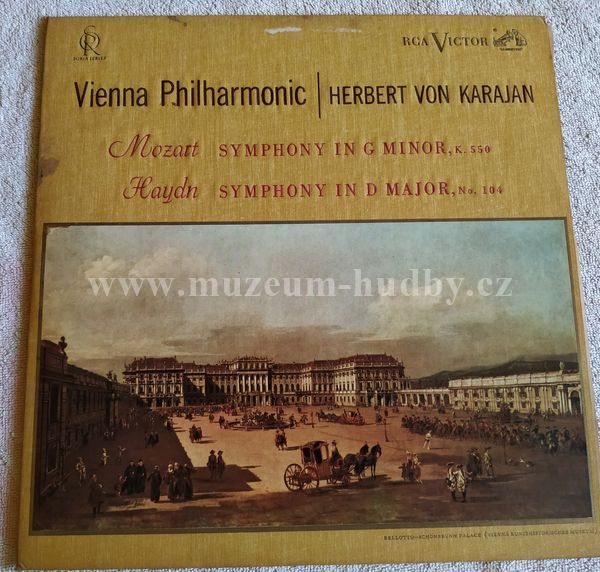 SR
SORIA SERIES
RCA VICTOR
Vienna Philharmonic | HERBERT VON KARAJAN
Mozart SYMPHONY IN G MINOR, K. 550
Haydn SYMPHONY IN D MAJOR, No. 104
www.muzeum-hudby.cz
BELLOTTO—SCHÖNBRUNN PALACE (VIENNA KUNSTHISTORISCHES MUSEUM)